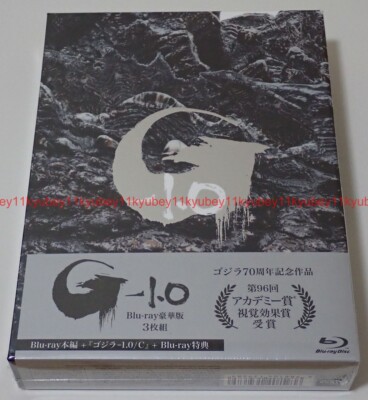 G
-1.0
ubey11kyubey11kyubey11kyubey11kyubey11kyubey11kyubey11
G-1.0
Blu-ray豪華版
3枚組
ゴジラ70周年記念作品
第96回
アカデミー賞®
視覚効果賞
受賞
Blu-ray本編+「ゴジラ-1.0/C」+Blu-ray特典
Blu-ray Disc